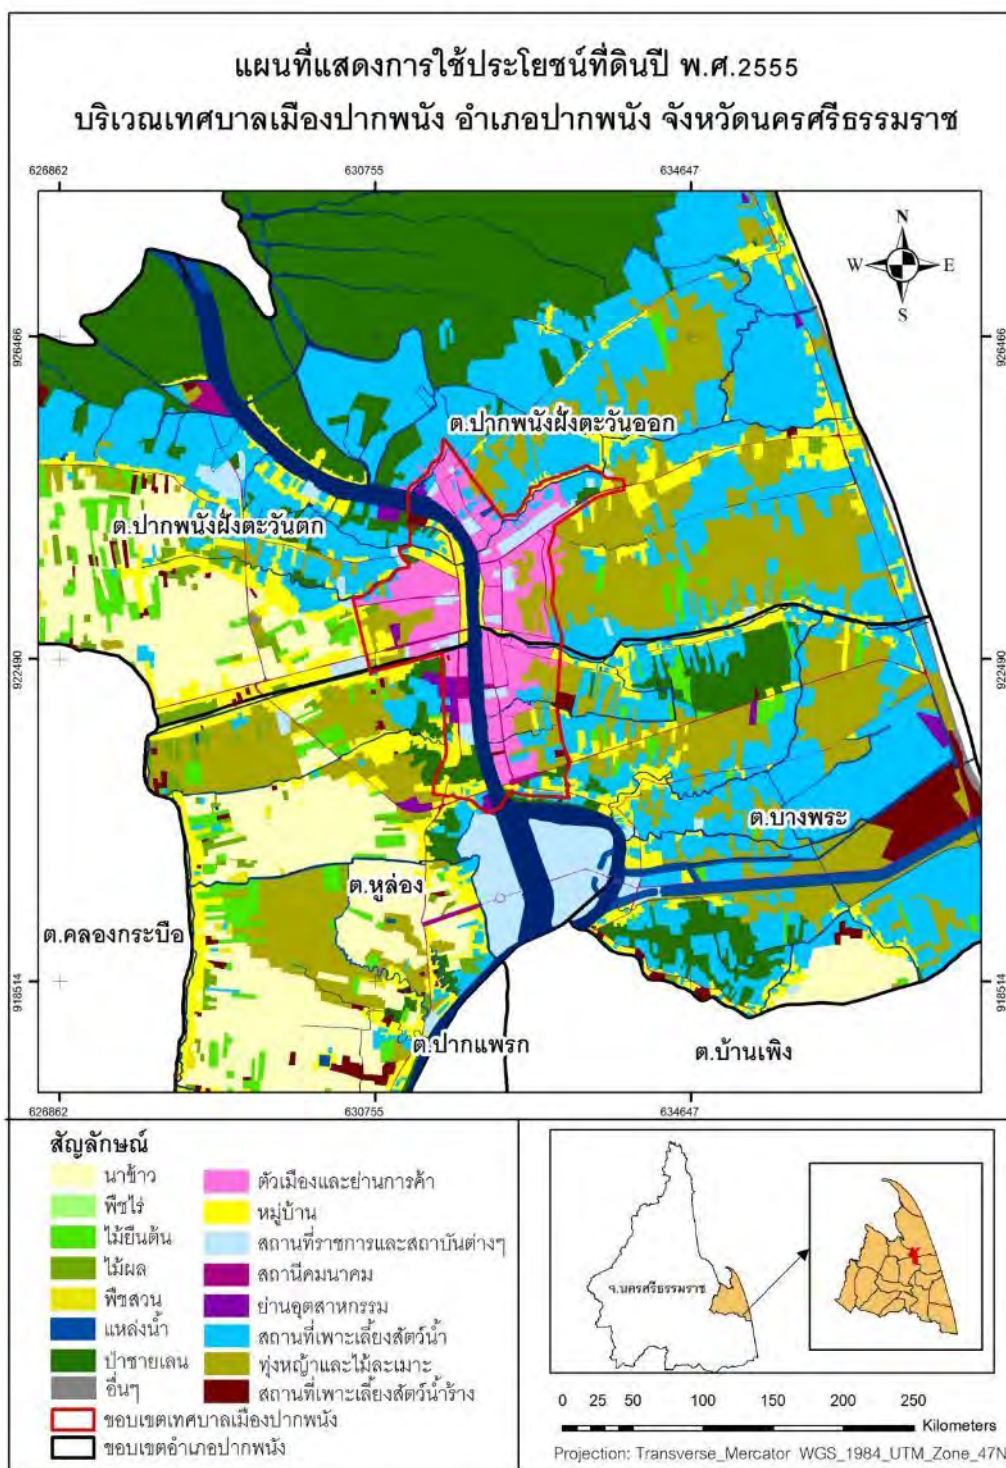 แผนที่แสดงการใช้ประโยชน์ที่ดินปี พ.ศ.2555
บริเวณเทศบาลเมืองปากพนัง อำเภอปากพนัง จังหวัดนครศรีธรรมราช
626862 630755 634647
N
W E
S
926466 926466
ต.ปากพนังฝั่งตะวันออก
ต.ปากพนังฝั่งตะวันตก
922490 922490
ต.บางพระ
ต.หูล่อง
ต.คลองกระบือ
918514 918514
ต.ปากแพรก
ต.บ้านเพิง
626862 630755 634647
สัญลักษณ์
นาข้าว
พืชไร่
ไม้ยืนต้น
ไม้ผล
พืชสวน
แหล่งน้ำ
ป่าชายเลน
อื่นๆ
ขอบเขตเทศบาลเมืองปากพนัง
ขอบเขตอำเภอปากพนัง
ตัวเมืองและย่านการค้า
หมู่บ้าน
สถานที่ราชการและสถาบันต่างๆ
สถานีคมนาคม
ย่านอุตสาหกรรม
สถานที่เพาะเลี้ยงสัตว์น้ำ
ทุ่งหญ้าและไม้ละเมาะ
สถานที่เพาะเลี้ยงสัตว์น้ำร้าง
จ.นครศรีธรรมราช
0 25 50 100 150 200 250
Kilometers
Projection: Transverse_Mercator WGS_1984_UTM_Zone_47N